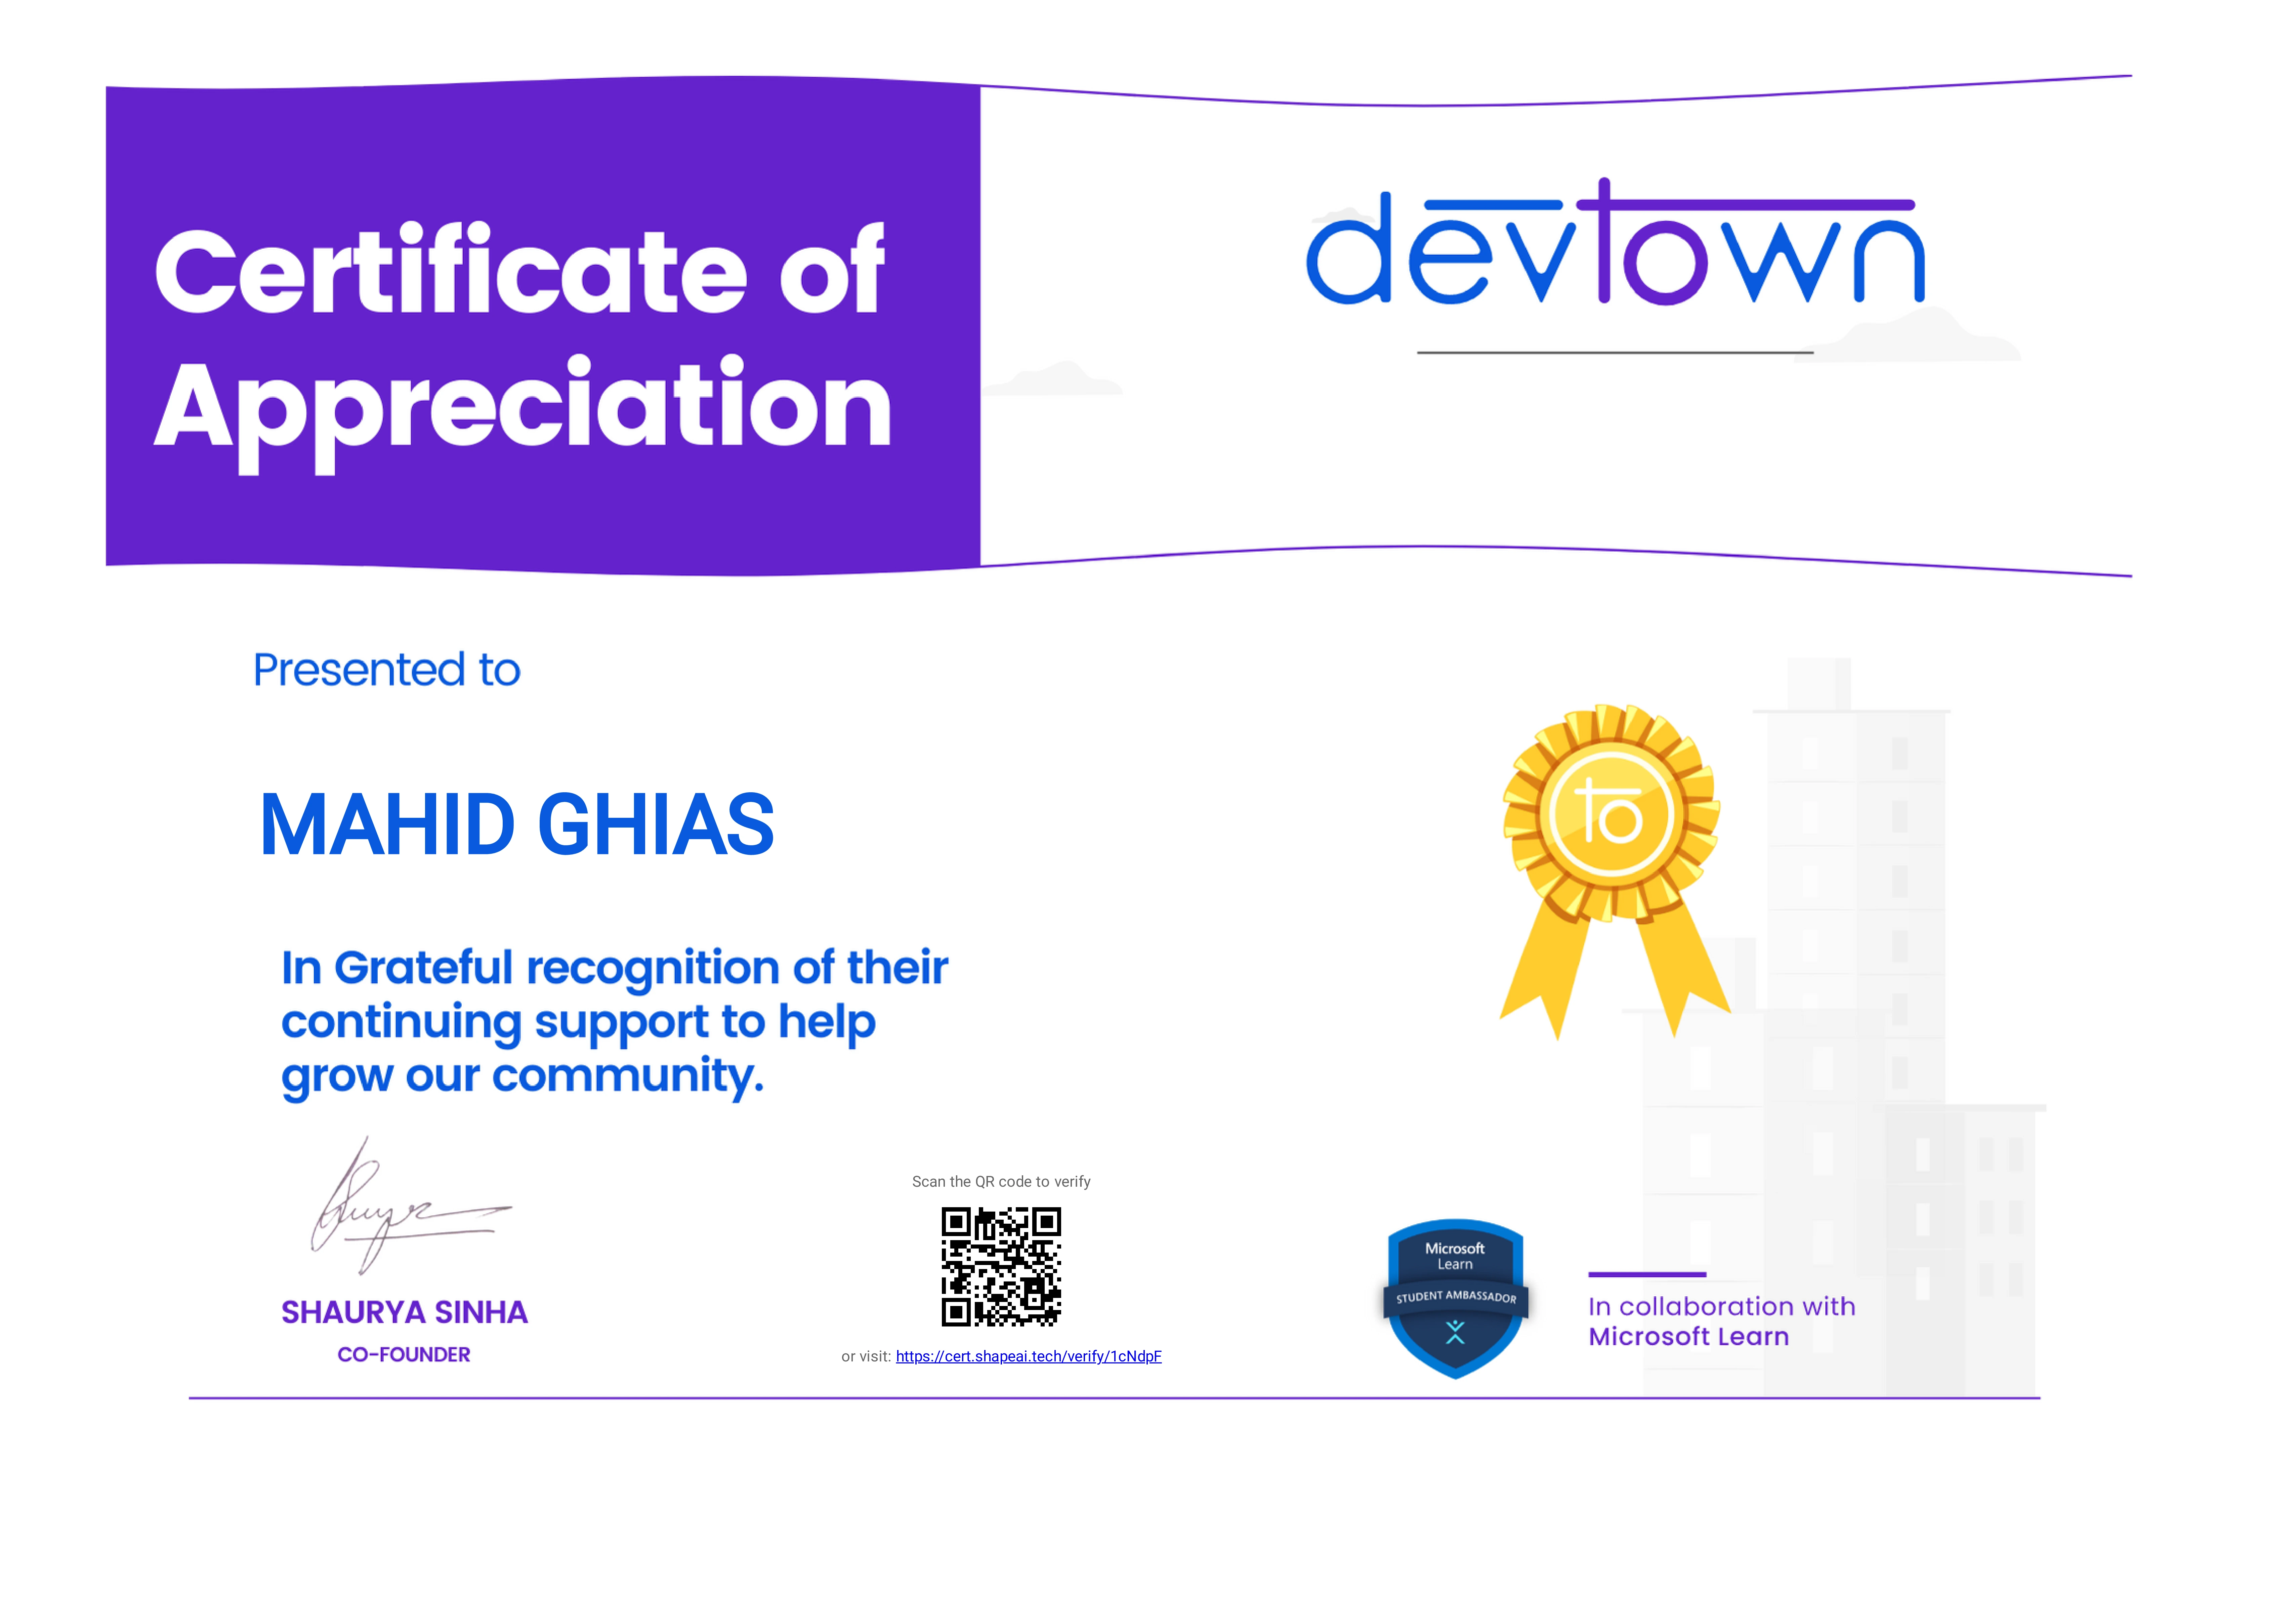 Certificate of
Appreciation
devtown
Presented to
MAHID GHIAS
to
In Grateful recognition of their
continuing support to help
grow our community.
SHAURYA SINHA
CO-FOUNDER
Scan the QR code to verify
or visit: https://cert.shapeai.tech/verify/1cNdpF
Microsoft
Learn
STUDENT AMBASSADOR
In collaboration with
Microsoft Learn